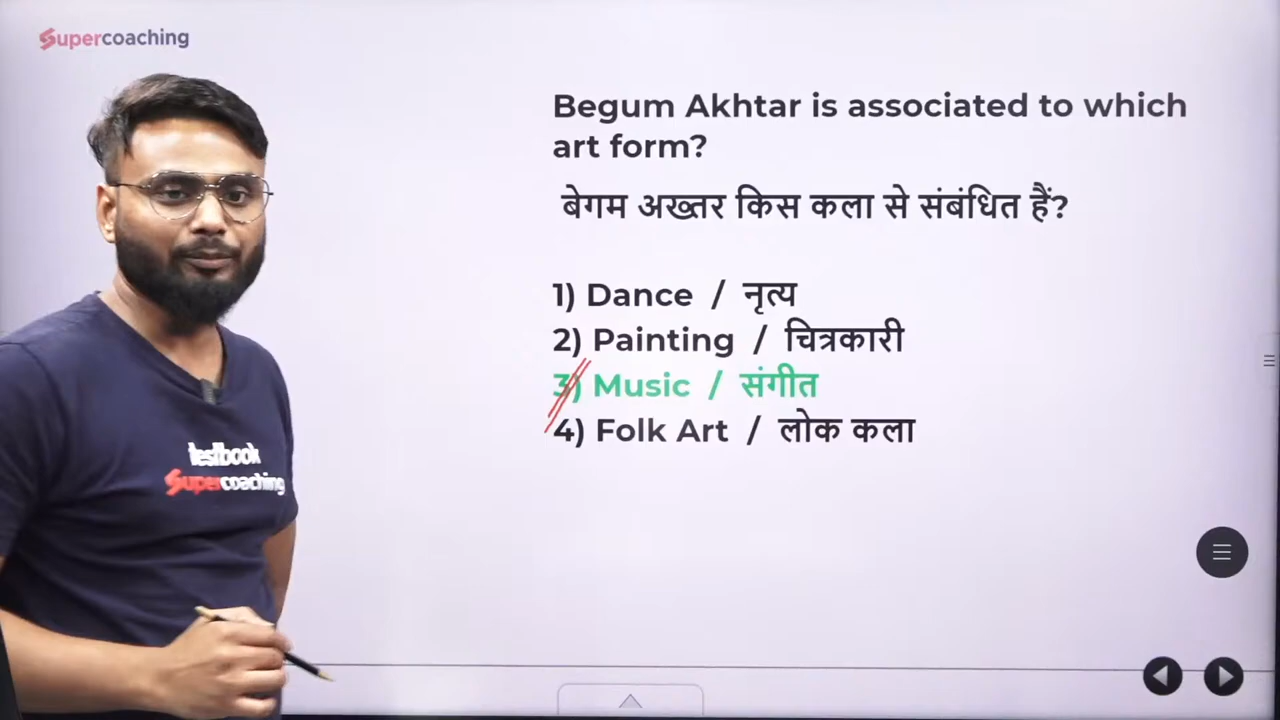 Supercoaching
Begum Akhtar is associated to which
art form?
बेगम अख्तर किस कला से संबंधित हैं?
1) Dance / नृत्य
2) Painting / चित्रकारी
3) Music / संगीत
4) Folk Art / लोक कला
testbook
Supercoaching